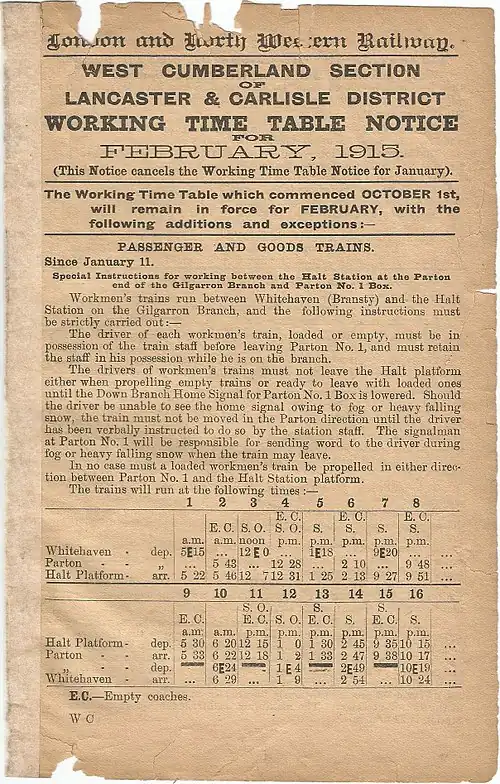 London and North Western Railway.
WEST CUMBERLAND SECTION
OF
LANCASTER & CARLISLE DISTRICT
WORKING TIME TABLE NOTICE
FOR
FEBRUARY, 1915.
(This Notice cancels the Working Time Table Notice for January).
The Working Time Table which commenced OCTOBER 1st,
will remain in force for FEBRUARY, with the
following additions and exceptions:—
PASSENGER AND GOODS TRAINS.
Since January 11.
Special Instructions for working between the Halt Station at the Parton
end of the Gilgarron Branch and Parton No. 1 Box.
Workmen's trains run between Whitehaven (Bransty) and the Halt
Station on the Gilgarron Branch, and the following instructions must
be strictly carried out:—
The driver of each workmen's train, loaded or empty, must be in
possession of the train staff before leaving Parton No. 1, and must retain
the staff in his possession while he is on the branch.
The drivers of workmen's trains must not leave the Halt platform
either when propelling empty trains or ready to leave with loaded ones
until the Down Branch Home Signal for Parton No. 1 Box is lowered. Should
the driver be unable to see the home signal owing to fog or heavy falling
snow, the train must not be moved in the Parton direction until the driver
has been verbally instructed to do so by the station staff. The signalman
at Parton No. 1 will be responsible for sending word to the driver during
fog or heavy falling snow when the train may leave.
In no case must a loaded workmen's train be propelled in either direc-
tion between Parton No. 1 and the Halt Station platform.
The trains will run at the following times:—
1 2 3 4 5 6 7 8
E. C. E. C.
E. C. S. O. S. O. S. S. S.
a.m. a.m. noon p.m. p.m. p.m. p.m. p.m.
Whitehaven - dep. 5E15 ... 12 E 0 ... 1E18 ... 9E20 ... ...
Parton - - „ ... 5 43 ... 12 28 ... 2 10 ... 9 48 ...
Halt Platform - arr. 5 22 5 46 12 7 12 31 1 25 2 13 9 27 9 51 ...
9 10 11 12 13 14 15 16
S. O. S.
E. C. E. C. S. O. E. C. S. E. C. S.
a.m. a.m. p.m. p.m. p.m. p.m. p.m. p.m.
Halt Platform - dep. 5 30 6 20 12 15 1 0 1 30 2 45 9 35 10 15 ...
Parton - - arr. 5 33 6 22 12 18 1 2 1 33 2 47 9 38 10 17 ...
„ - - dep. 6E24 1 E 4 2E49 10E19 ...
Whitehaven - arr. ... 6 29 ... 1 9 ... 2 54 ... 10 24 ...
E.C.—Empty coaches.
W C